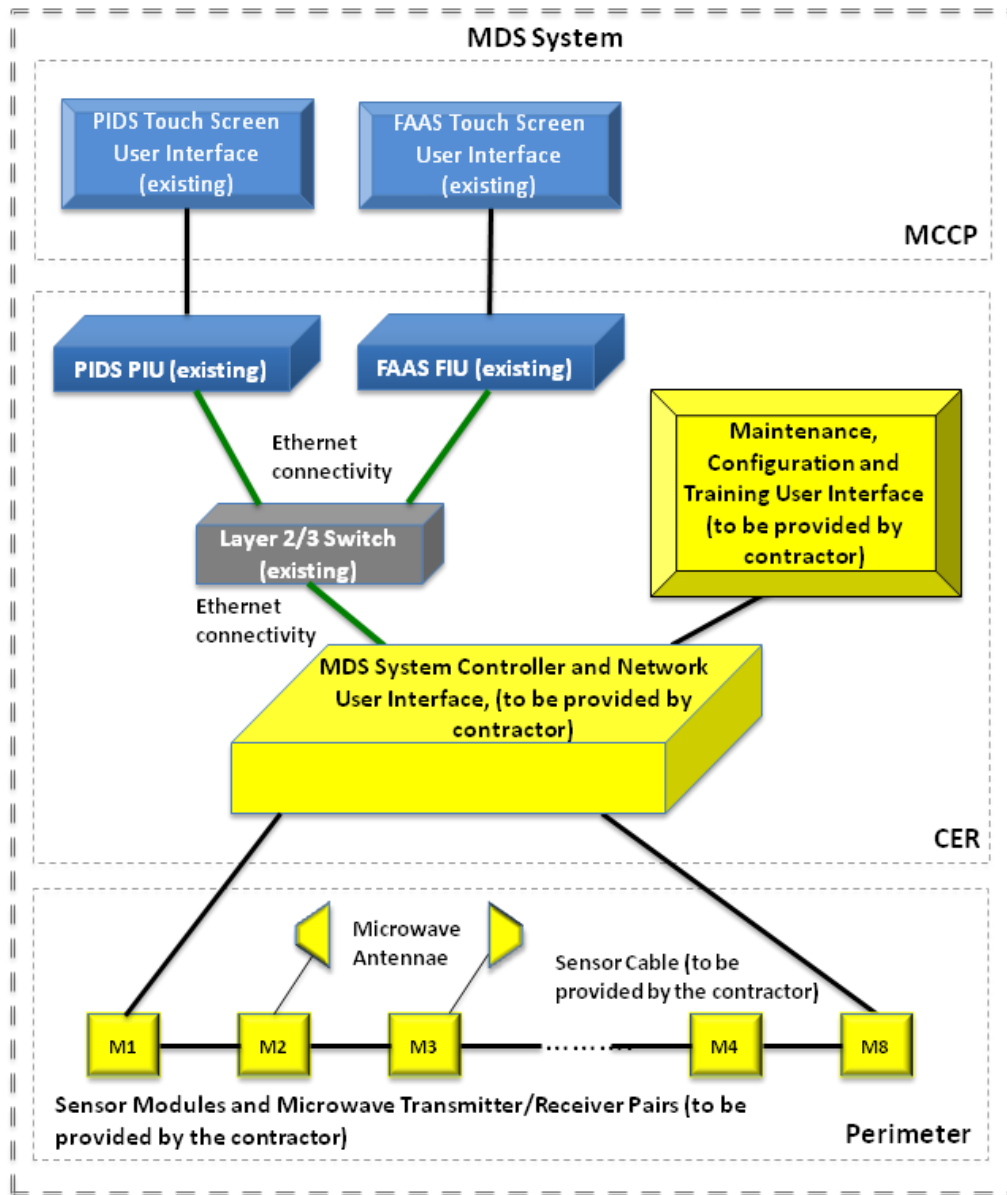 MDS System
PIDS Touch Screen
User Interface
(existing)
FAAS Touch Screen
User Interface
(existing)
MCCP
PIDS PIU (existing)
FAAS FIU (existing)
Ethernet
connectivity
Maintenance,
Configuration and
Training User Interface
(to be provided by
contractor)
Layer 2/3 Switch
(existing)
Ethernet
connectivity
MDS System Controller and Network
User Interface, (to be provided by
contractor)
CER
Microwave
Antennae
Sensor Cable (to be
provided by the contractor)
M1
M2
M3
..........
M4
M8
Sensor Modules and Microwave Transmitter/Receiver Pairs (to be
provided by the contractor)
Perimeter